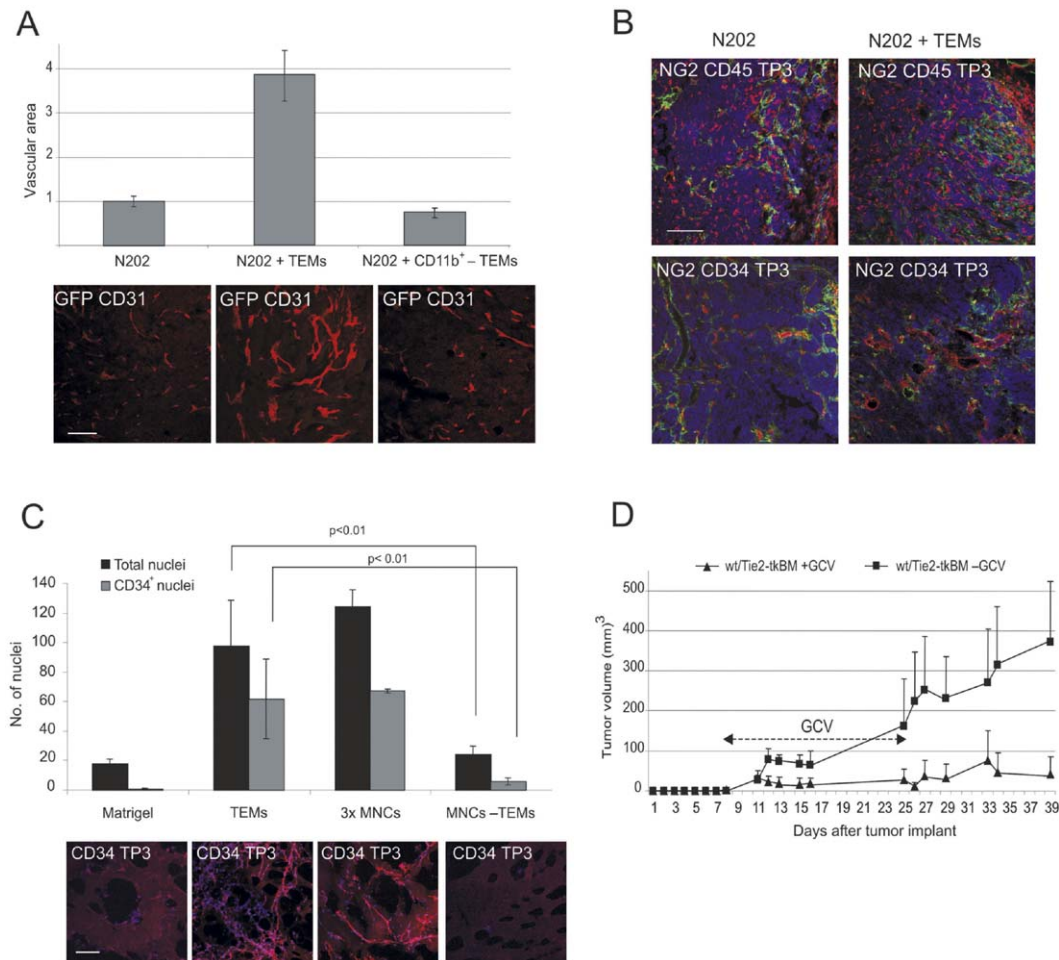 A
Vascular area
4
3
2
1
N202
N202 + TEMs
N202 + CD11b⁺ – TEMs
GFP CD31
GFP CD31
GFP CD31
B
N202
N202 + TEMs
NG2 CD45 TP3
NG2 CD45 TP3
NG2 CD34 TP3
NG2 CD34 TP3
C
p<0.01
p< 0.01
Total nuclei
CD34⁺ nuclei
No. of nuclei
140
120
100
80
60
40
20
0
Matrigel
TEMs
3x MNCs
MNCs –TEMs
CD34 TP3
CD34 TP3
CD34 TP3
CD34 TP3
D
wt/Tie2-tkBM +GCV
wt/Tie2-tkBM –GCV
Tumor volume (mm)³
500
400
300
200
100
0
GCV
1 3 5 7 9 11 13 15 17 19 21 23 25 27 29 31 33 35 37 39
Days after tumor implant